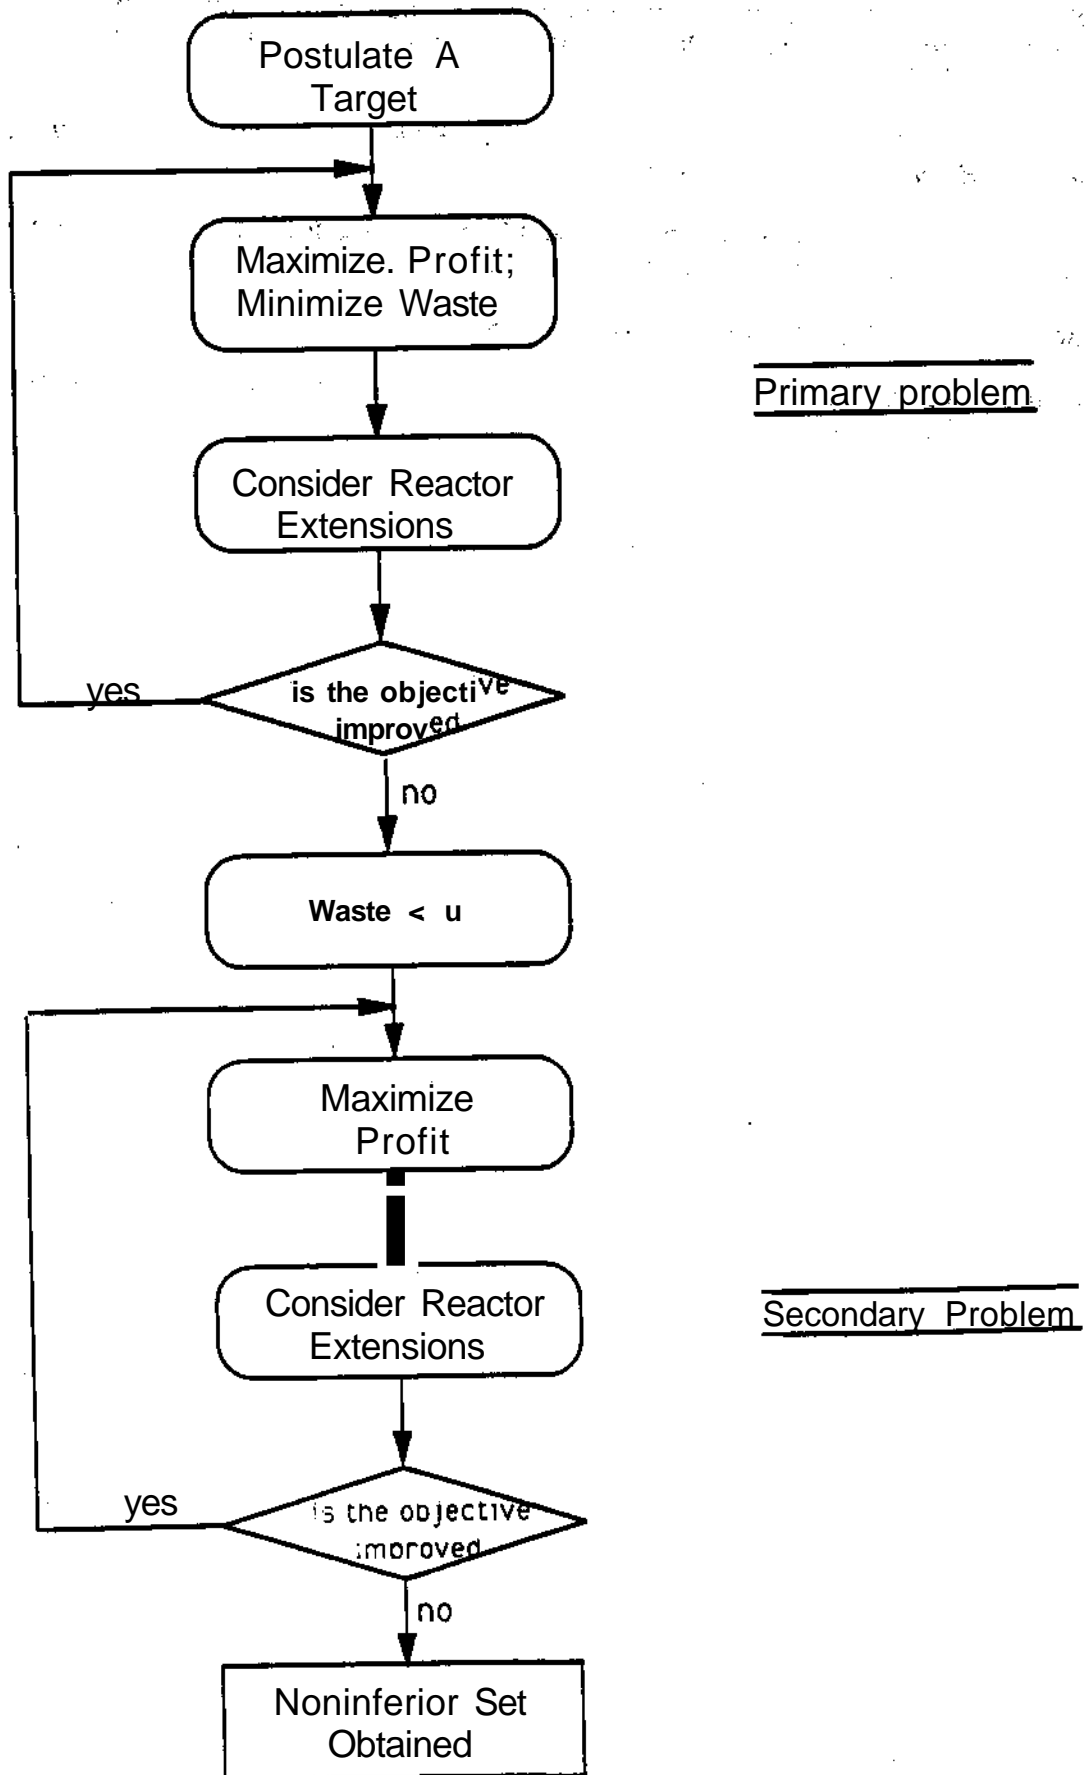 Postulate A
Target
Maximize. Profit;
Minimize Waste
Primary problem
Consider Reactor
Extensions
yes
is the objective
improved
no
Waste < u
Maximize
Profit
Consider Reactor
Extensions
Secondary Problem
yes
is the objective
improved
no
Noninferior Set
Obtained